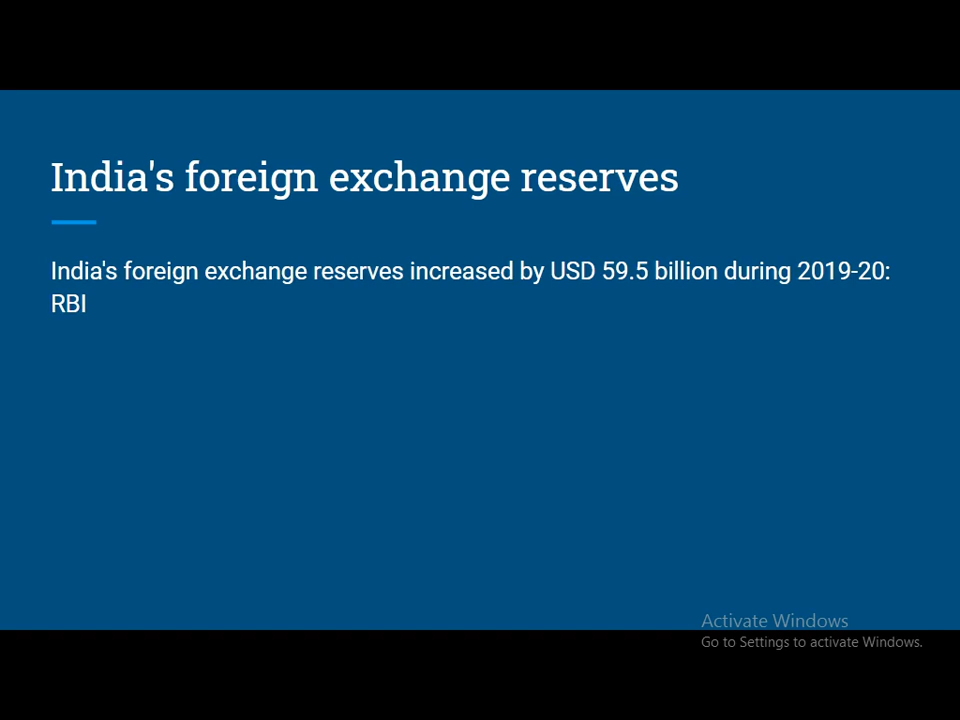 India's foreign exchange reserves
India's foreign exchange reserves increased by USD 59.5 billion during 2019-20:
RBI
Activate Windows
Go to Settings to activate Windows.